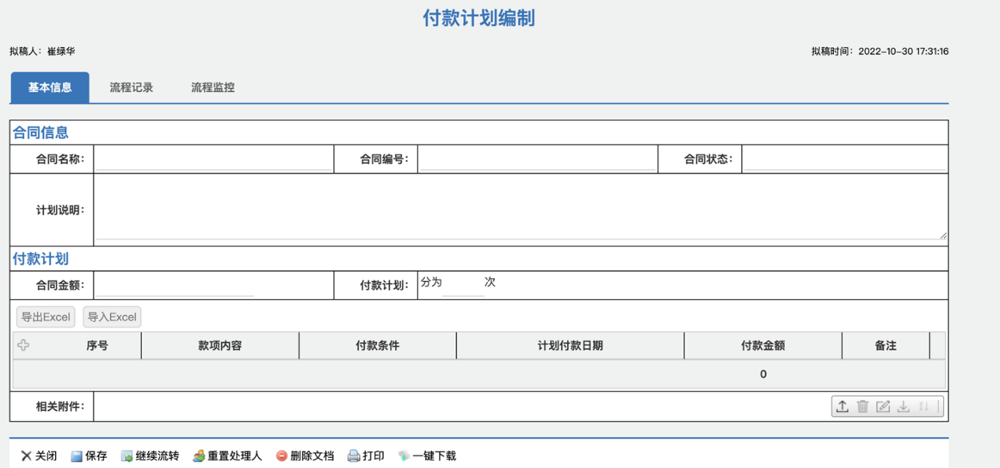 付款计划编制
拟稿人：崔绿华
拟稿时间：2022-10-30 17:31:16
基本信息 流程记录 流程监控
合同信息
合同名称： 合同编号： 合同状态：
计划说明：
付款计划
合同金额： 付款计划： 分为 次
导出Excel 导入Excel
序号 款项内容 付款条件 计划付款日期 付款金额 备注
0
相关附件：
关闭 保存 继续流转 重置处理人 删除文档 打印 一键下载